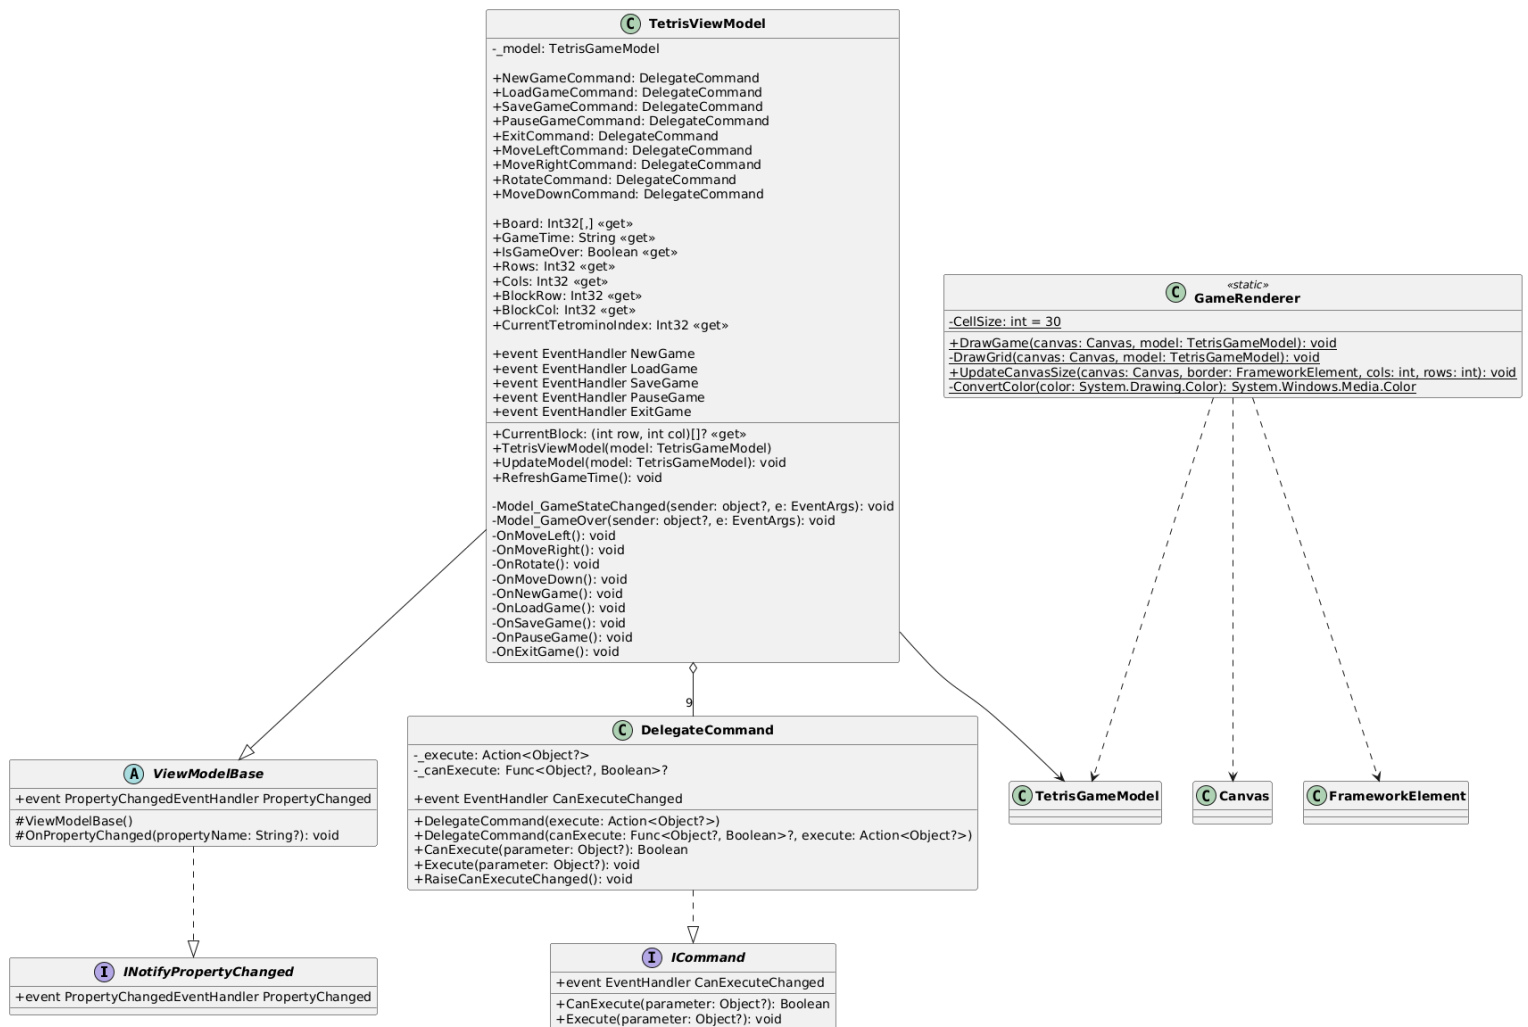 C TetrisViewModel
-_model: TetrisGameModel
+NewGameCommand: DelegateCommand
+LoadGameCommand: DelegateCommand
+SaveGameCommand: DelegateCommand
+PauseGameCommand: DelegateCommand
+ExitCommand: DelegateCommand
+MoveLeftCommand: DelegateCommand
+MoveRightCommand: DelegateCommand
+RotateCommand: DelegateCommand
+MoveDownCommand: DelegateCommand
+Board: Int32[,] «get»
+GameTime: String «get»
+IsGameOver: Boolean «get»
+Rows: Int32 «get»
+Cols: Int32 «get»
+BlockRow: Int32 «get»
+BlockCol: Int32 «get»
+CurrentTetrominoIndex: Int32 «get»
+event EventHandler NewGame
+event EventHandler LoadGame
+event EventHandler SaveGame
+event EventHandler PauseGame
+event EventHandler ExitGame
+CurrentBlock: (int row, int col)[]? «get»
+TetrisViewModel(model: TetrisGameModel)
+UpdateModel(model: TetrisGameModel): void
+RefreshGameTime(): void
-Model_GameStateChanged(sender: object?, e: EventArgs): void
-Model_GameOver(sender: object?, e: EventArgs): void
-OnMoveLeft(): void
-OnMoveRight(): void
-OnRotate(): void
-OnMoveDown(): void
-OnNewGame(): void
-OnLoadGame(): void
-OnSaveGame(): void
-OnPauseGame(): void
-OnExitGame(): void
«static»
C GameRenderer
-CellSize: int = 30
+DrawGame(canvas: Canvas, model: TetrisGameModel): void
-DrawGrid(canvas: Canvas, model: TetrisGameModel): void
+UpdateCanvasSize(canvas: Canvas, border: FrameworkElement, cols: int, rows: int): void
-ConvertColor(color: System.Drawing.Color): System.Windows.Media.Color
9
A ViewModelBase
+event PropertyChangedEventHandler PropertyChanged
#ViewModelBase()
#OnPropertyChanged(propertyName: String?): void
C DelegateCommand
-_execute: Action<Object?>
-_canExecute: Func<Object?, Boolean>?
+event EventHandler CanExecuteChanged
+DelegateCommand(execute: Action<Object?>)
+DelegateCommand(canExecute: Func<Object?, Boolean>?, execute: Action<Object?>)
+CanExecute(parameter: Object?): Boolean
+Execute(parameter: Object?): void
+RaiseCanExecuteChanged(): void
C TetrisGameModel
C Canvas
C FrameworkElement
I INotifyPropertyChanged
+event PropertyChangedEventHandler PropertyChanged
I ICommand
+event EventHandler CanExecuteChanged
+CanExecute(parameter: Object?): Boolean
+Execute(parameter: Object?): void